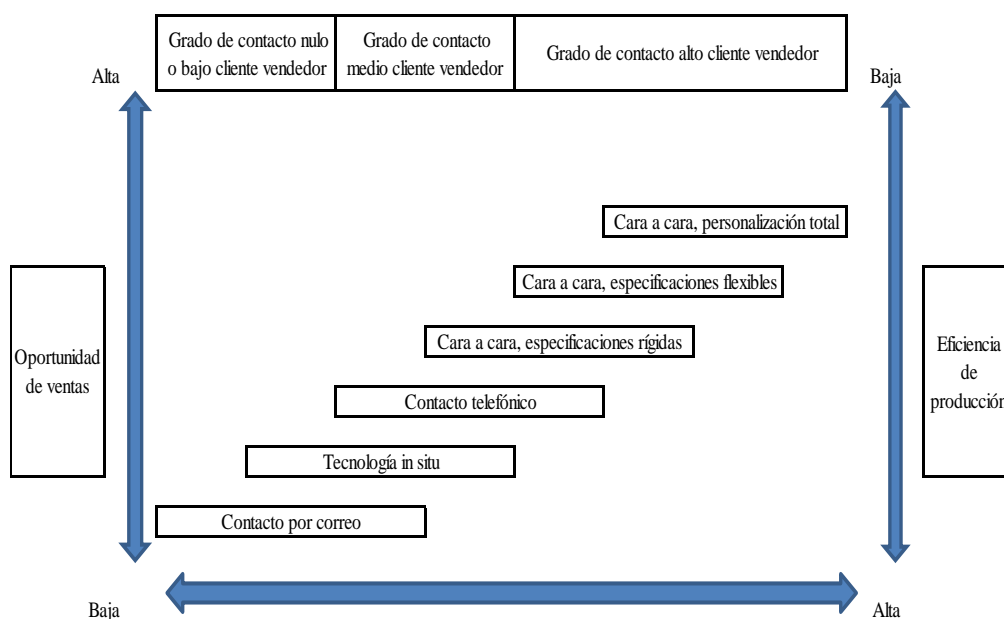 Grado de contacto nulo
o bajo cliente vendedor
Grado de contacto
medio cliente vendedor
Grado de contacto alto cliente vendedor
Alta
Baja
Cara a cara, personalización total
Cara a cara, especificaciones flexibles
Cara a cara, especificaciones rígidas
Oportunidad
de ventas
Eficiencia
de
producción
Contacto telefónico
Tecnología in situ
Contacto por correo
Baja
Alta